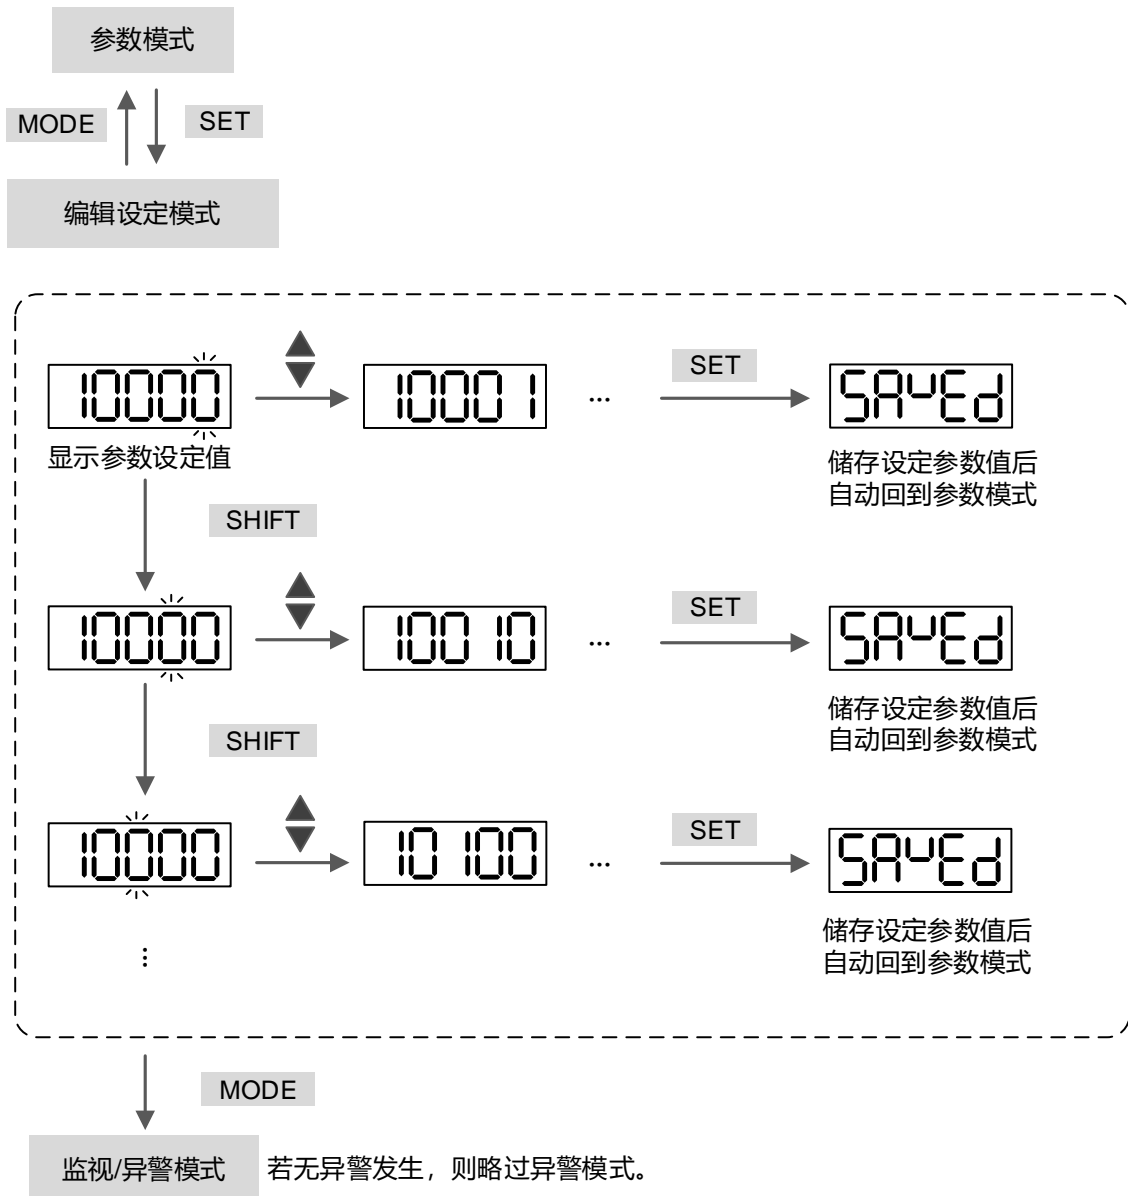 参数模式
MODE SET
编辑设定模式
10000 10001 ... SET SAvEd
显示参数设定值
储存设定参数值后
自动回到参数模式
SHIFT
10000 10010 ... SET SAvEd
储存设定参数值后
自动回到参数模式
SHIFT
10000 10100 ... SET SAvEd
储存设定参数值后
自动回到参数模式
...
MODE
监视/异警模式 若无异警发生，则略过异警模式。